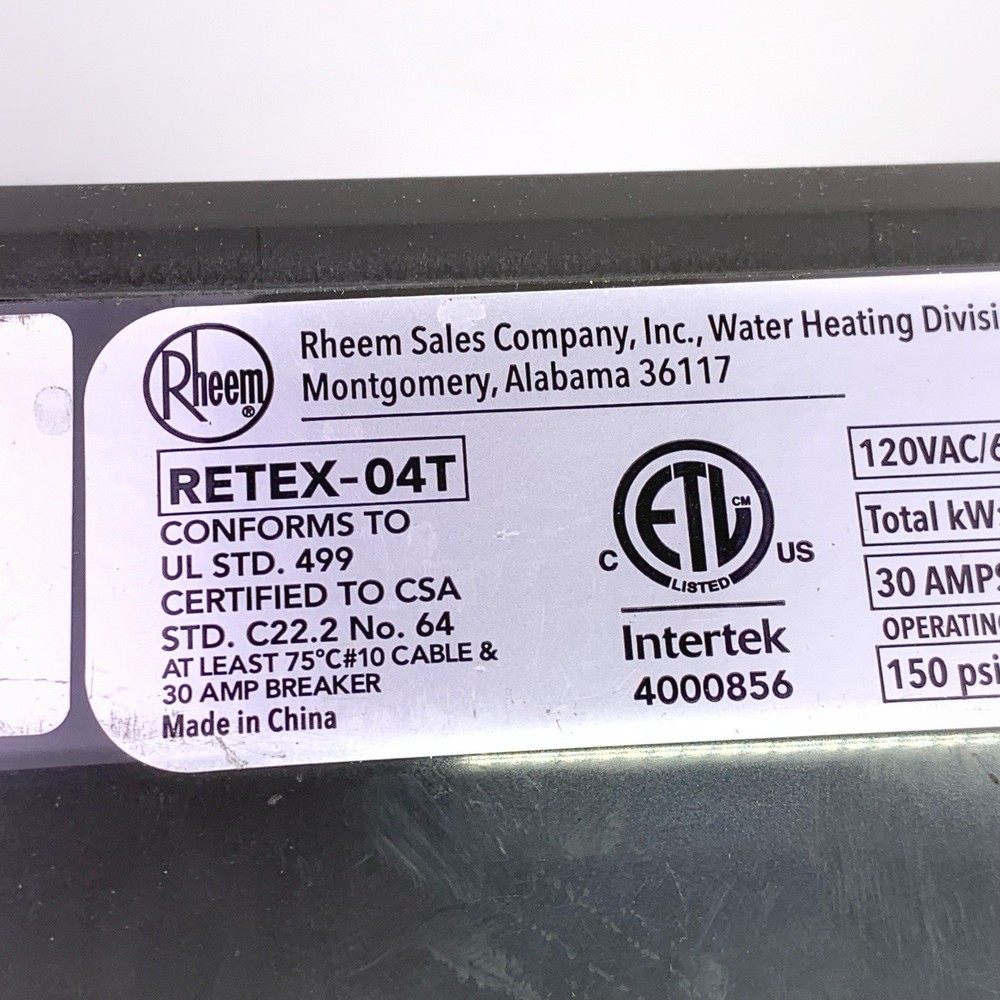 Rheem®
Rheem Sales Company, Inc., Water Heating Divisi
Montgomery, Alabama 36117
RETEX-04T
CONFORMS TO
UL STD. 499
CERTIFIED TO CSA
STD. C22.2 No. 64
AT LEAST 75°C#10 CABLE &
30 AMP BREAKER
Made in China
ETL CM
LISTED
C US
Intertek
4000856
120VAC/6
Total kW:
30 AMPS
OPERATIN
150 psi